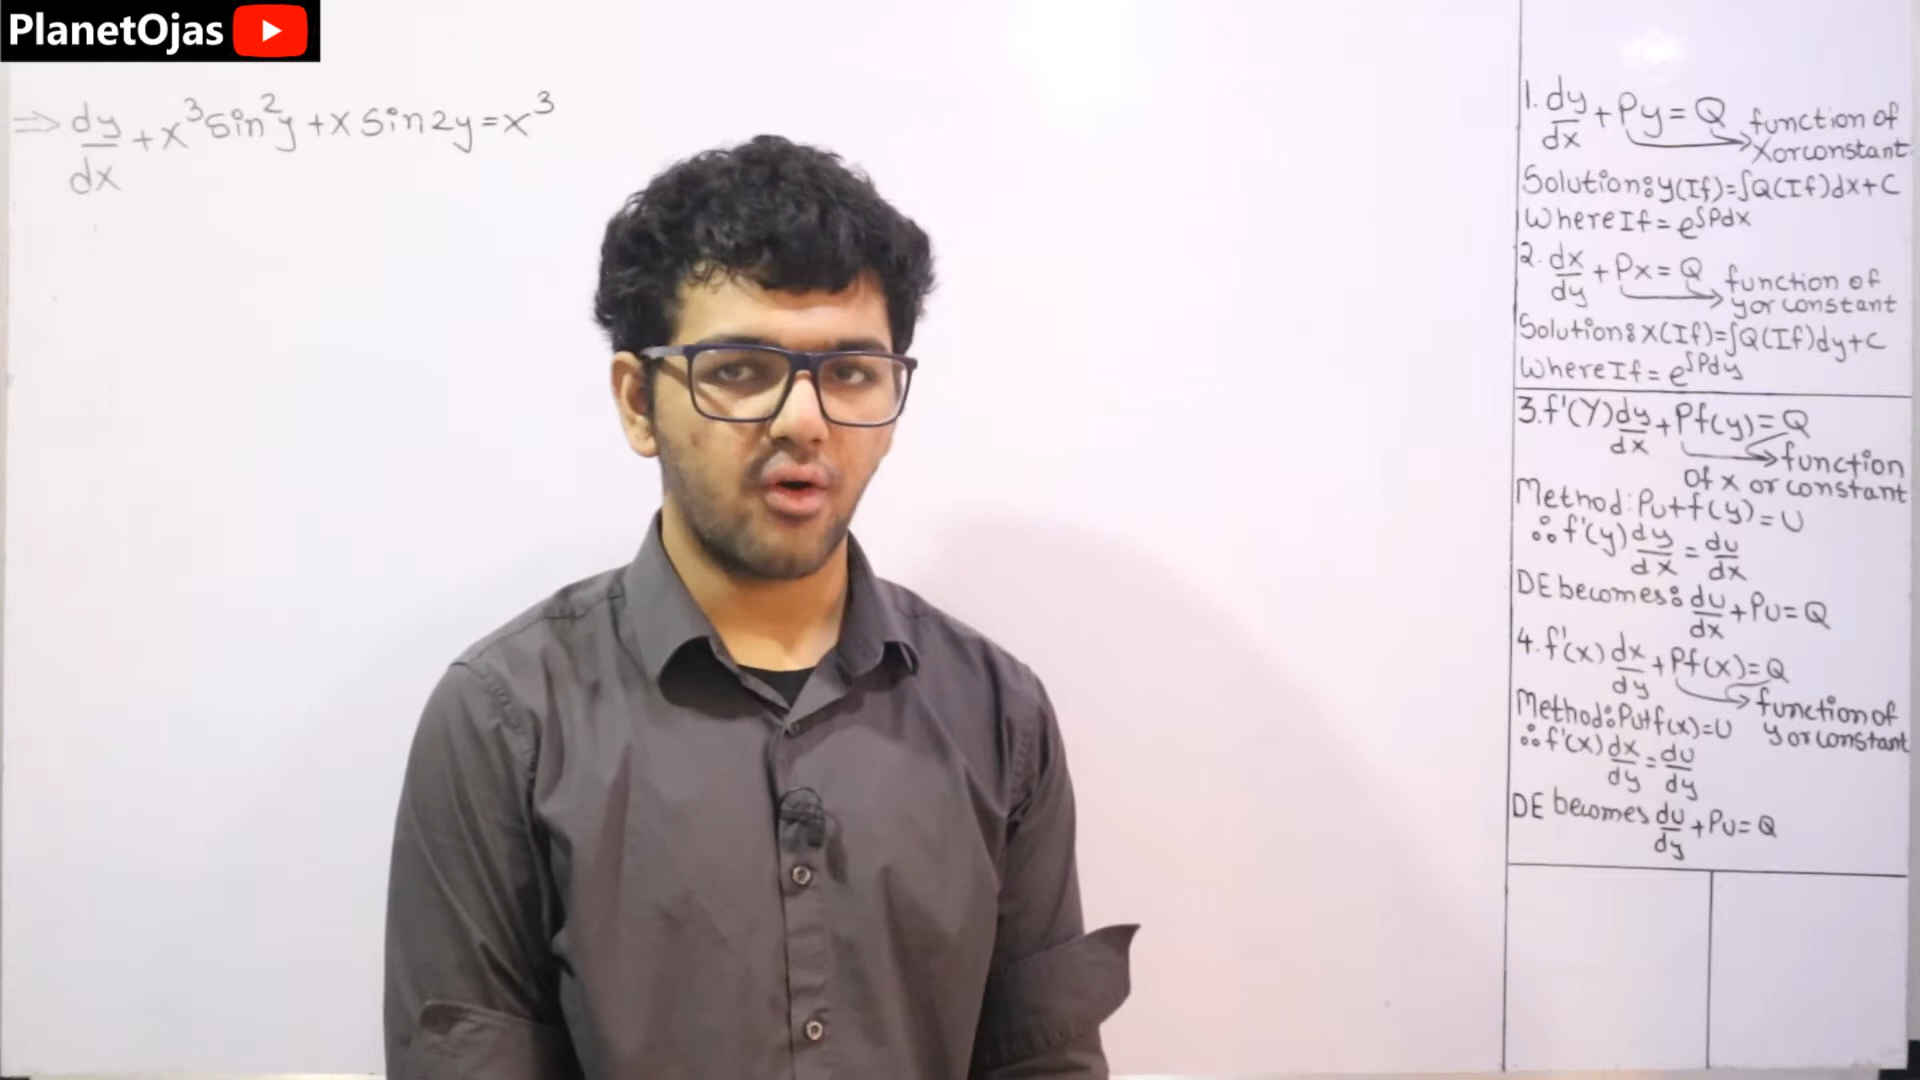 PlanetOjas
⇒ dy/dx + x³ sin²y + x sin2y = x³
1. dy/dx + Py = Q function of
x or constant
Solution: y(If) = ∫Q(If)dx + C
Where If = e^∫Pdx
2. dx/dy + Px = Q function of
y or constant
Solution: x(If) = ∫Q(If)dy + C
Where If = e^∫Pdy
3. f'(Y) dy/dx + Pf(y) = Q
function
of x or constant
Method: Put f(y) = U
∴ f'(y) dy/dx = du/dx
DE becomes: du/dx + PU = Q
4. f'(x) dx/dy + Pf(x) = Q
function of
y or constant
Method: Put f(x) = U
∴ f'(x) dx/dy = du/dy
DE becomes du/dy + PU = Q